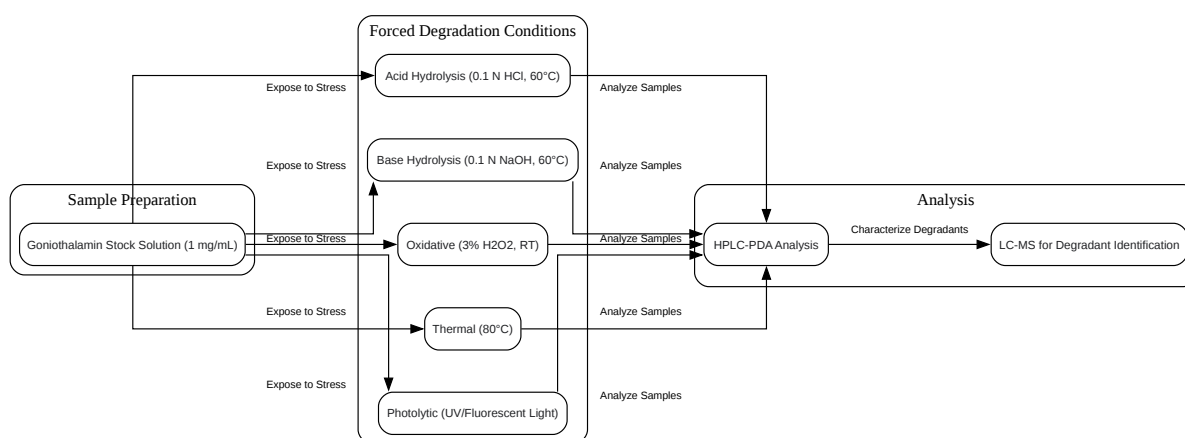 Forced Degradation Conditions
Acid Hydrolysis (0.1 N HCl, 60°C)
Expose to Stress
Analyze Samples
Expose to Stress
Base Hydrolysis (0.1 N NaOH, 60°C)
Analyze Samples
Sample Preparation
Analysis
Goniothalamin Stock Solution (1 mg/mL)
Expose to Stress
Oxidative (3% H2O2, RT)
Analyze Samples
HPLC-PDA Analysis
Characterize Degradants
LC-MS for Degradant Identification
Expose to Stress
Thermal (80°C)
Analyze Samples
Expose to Stress
Photolytic (UV/Fluorescent Light)
Analyze Samples